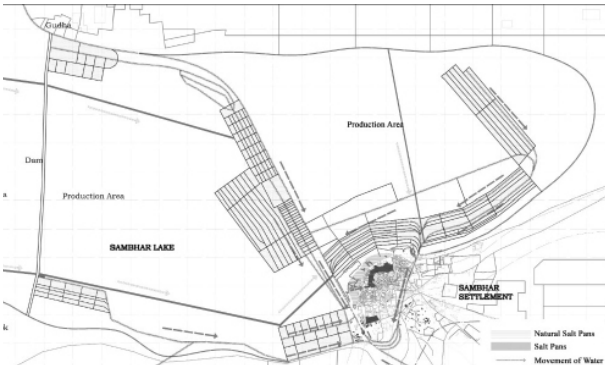 Gudha
Production Area
Dam
Production Area
SAMBHAR LAKE
SAMBHAR
SETTLEMENT
a
k
Natural Salt Pans
Salt Pans
Movement of Water